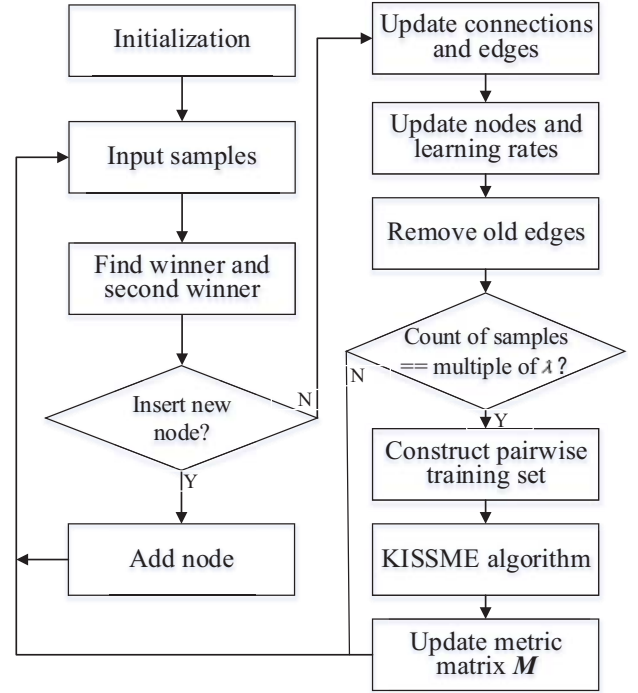 Initialization
Input samples
Find winner and
second winner
Insert new
node?
N
Y
Add node
Update connections
and edges
Update nodes and
learning rates
Remove old edges
Count of samples
== multiple of λ?
N
Y
Construct pairwise
training set
KISSME algorithm
Update metric
matrix M